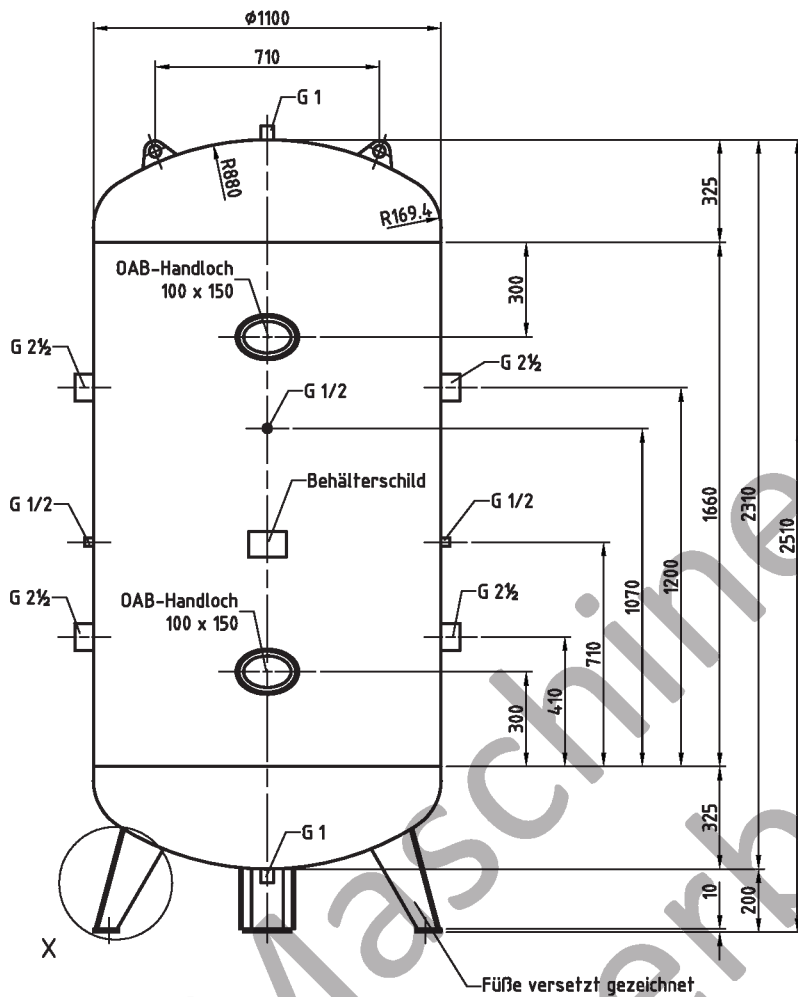 Ø1100
710
G 1
R880
R169.4
325
OAB-Handloch
100 x 150
300
G 2½
G 2½
G 1/2
Behälterschild
G 1/2
G 1/2
1660
2310
2510
1200
1070
G 2½
OAB-Handloch
100 x 150
G 2½
710
410
300
G 1
325
10
200
X
Füße versetzt gezeichnet
Maschine